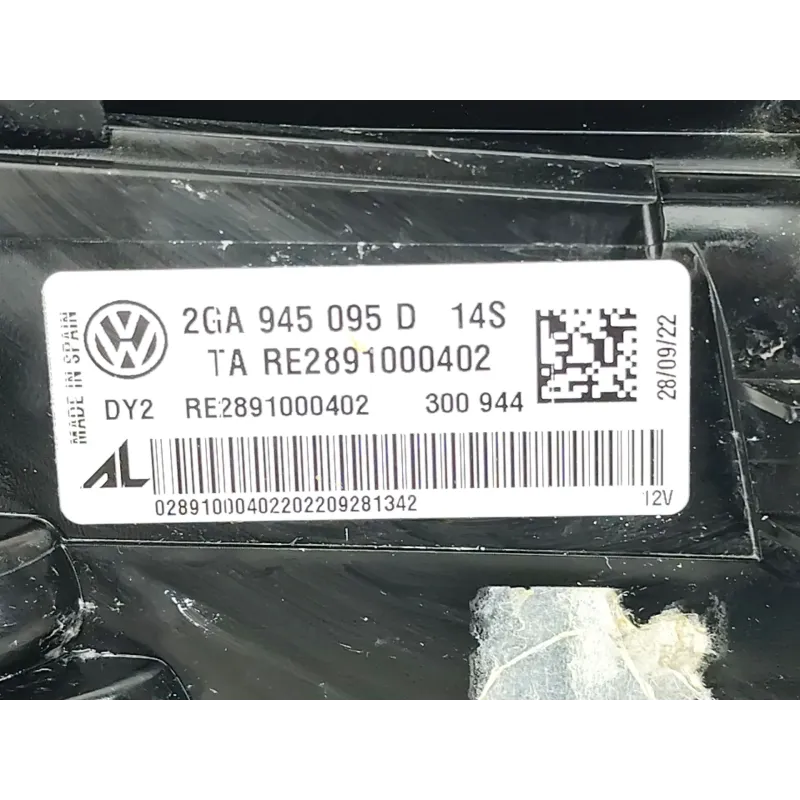 MADE IN SPAIN
2GA 945 095 D 14S
TA RE2891000402
28/09/22
DY2 RE2891000402 300 944
AL
02891000402202209281342
12V